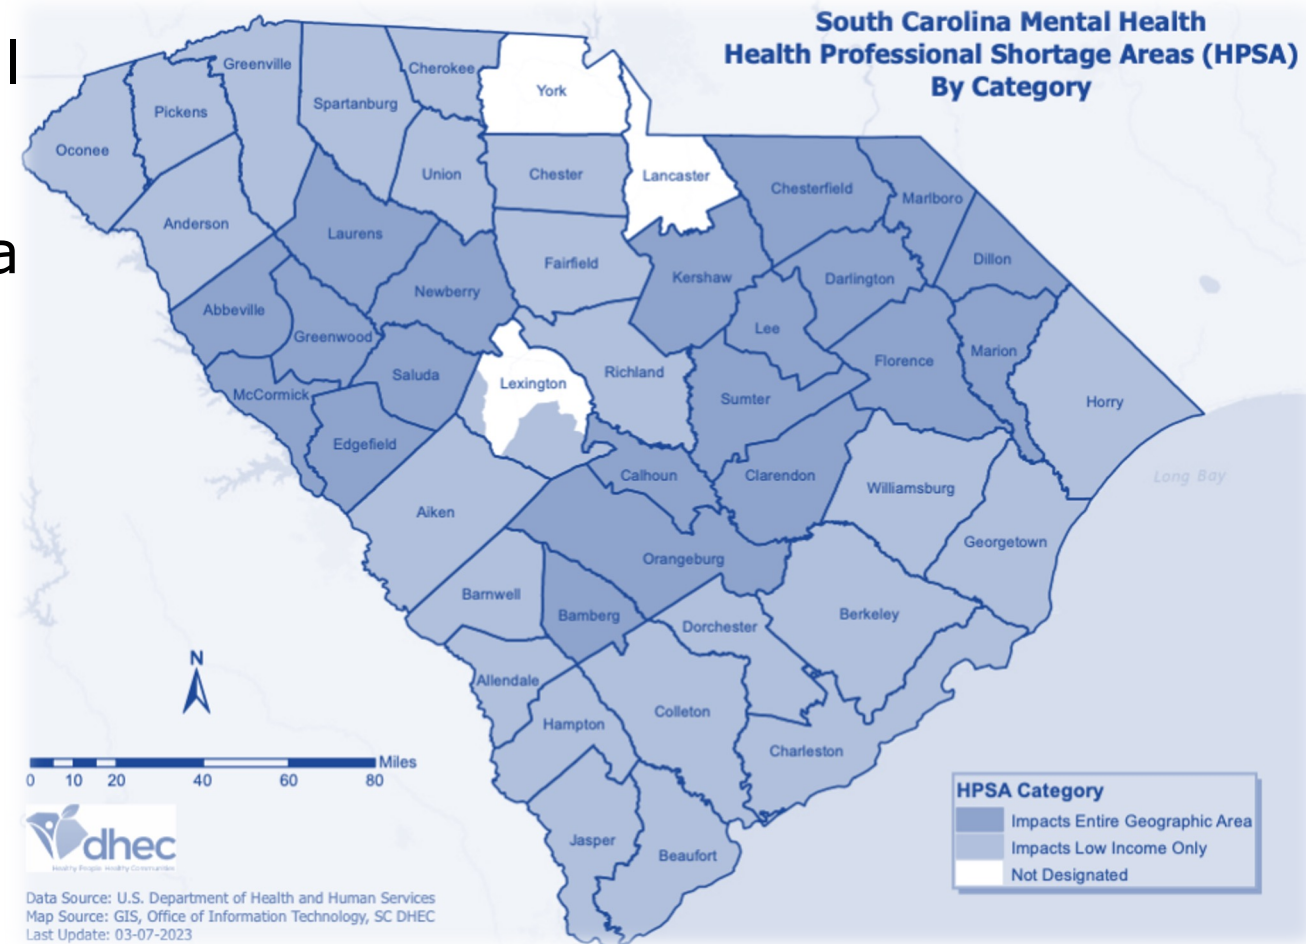 l
a
South Carolina Mental Health
Health Professional Shortage Areas (HPSA)
By Category
Greenville
Cherokee
York
Spartanburg
Pickens
Oconee
Union
Chester
Lancaster
Chesterfield
Marlboro
Anderson
Laurens
Fairfield
Kershaw
Darlington
Dillon
Newberry
Abbeville
Greenwood
Lee
Florence
Marion
Saluda
Lexington
Richland
McCormick
Sumter
Horry
Edgefield
Calhoun
Clarendon
Williamsburg
Long Bay
Aiken
Georgetown
Orangeburg
Barnwell
Bamberg
Dorchester
Berkeley
Allendale
Hampton
Colleton
Charleston
Jasper
Beaufort
N
Miles
0 10 20 40 60 80
dhec
Healthy People. Healthy Communities.
HPSA Category
Impacts Entire Geographic Area
Impacts Low Income Only
Not Designated
Data Source: U.S. Department of Health and Human Services
Map Source: GIS, Office of Information Technology, SC DHEC
Last Update: 03-07-2023